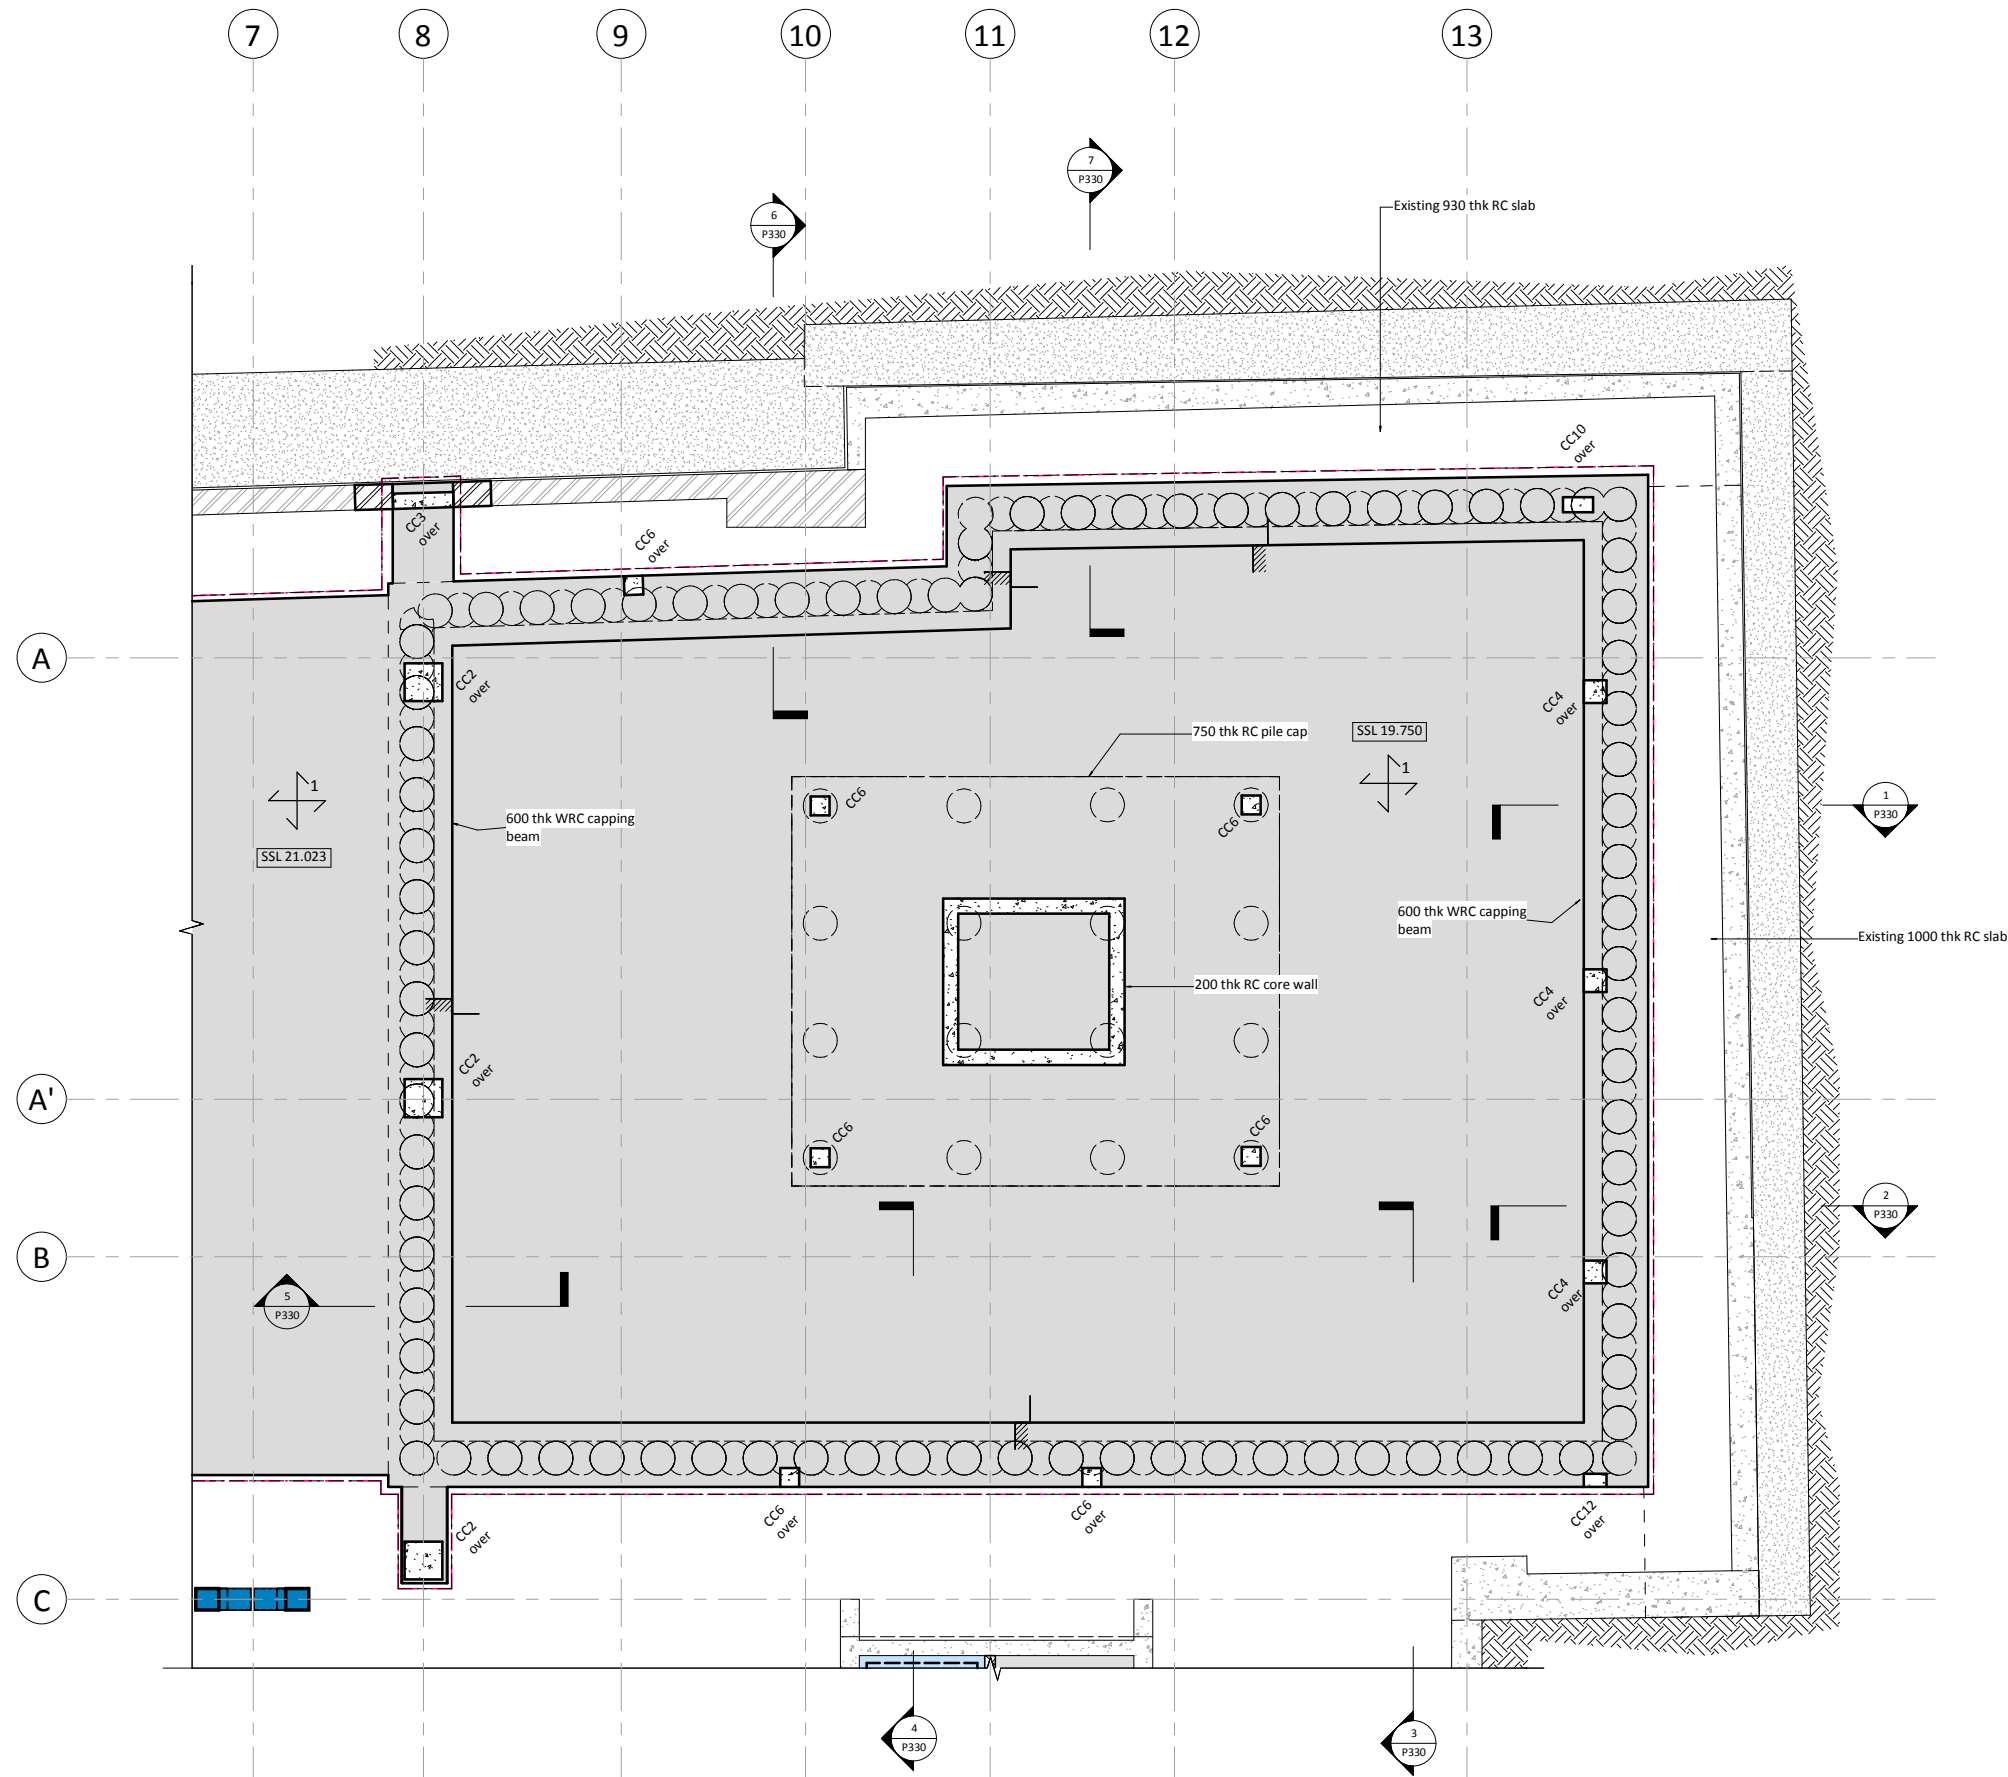 7
8
9
10
11
12
13
7
P330
6
P330
Existing 930 thk RC slab
CC10
over
CC3
over
CC6
over
A
CC2
over
CC4
over
750 thk RC pile cap
SSL 19.750
1
1
CC6
CC6
600 thk WRC capping
beam
SSL 21.023
1
P330
600 thk WRC capping
beam
Existing 1000 thk RC slab
200 thk RC core wall
CC4
over
CC2
over
A'
CC6
CC6
2
P330
B
CC4
over
5
P330
CC2
over
CC6
over
CC6
over
CC12
over
C
4
P330
3
P330